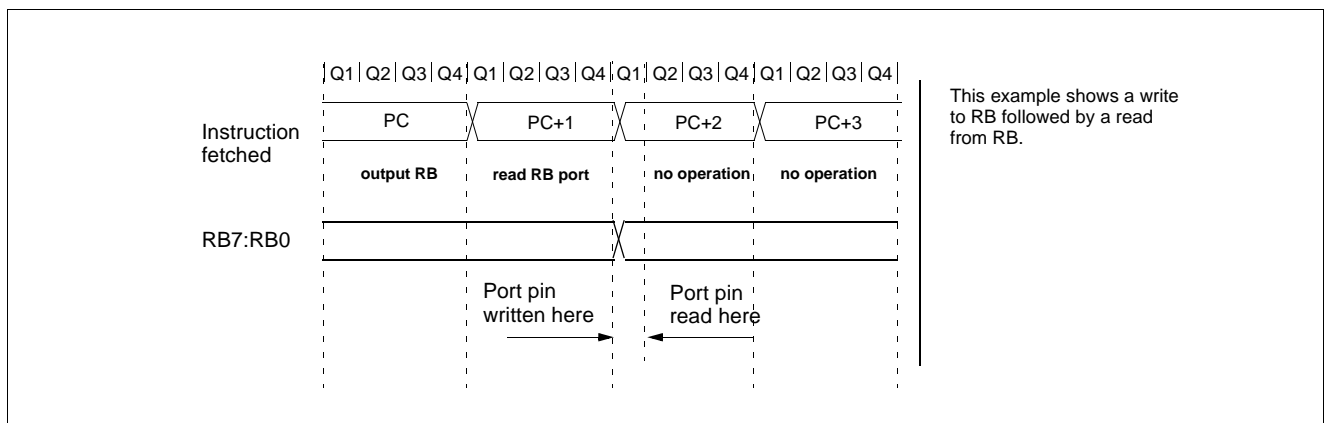 Q1 Q2 Q3 Q4 Q1 Q2 Q3 Q4 Q1 Q2 Q3 Q4 Q1 Q2 Q3 Q4
This example shows a write
to RB followed by a read
from RB.
Instruction
fetched
PC PC+1 PC+2 PC+3
output RB read RB port no operation no operation
RB7:RB0
Port pin
written here
Port pin
read here